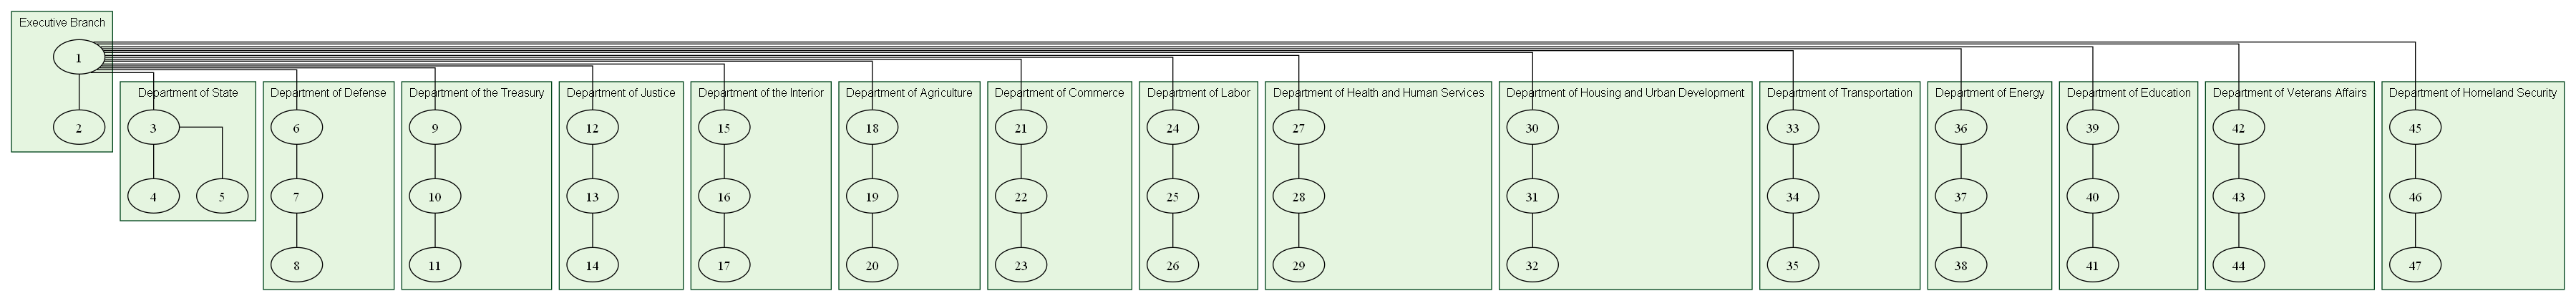 Executive Branch
1
2
Department of State
3
4 5
Department of Defense
6
7
8
Department of the Treasury
9
10
11
Department of Justice
12
13
14
Department of the Interior
15
16
17
Department of Agriculture
18
19
20
Department of Commerce
21
22
23
Department of Labor
24
25
26
Department of Health and Human Services
27
28
29
Department of Housing and Urban Development
30
31
32
Department of Transportation
33
34
35
Department of Energy
36
37
38
Department of Education
39
40
41
Department of Veterans Affairs
42
43
44
Department of Homeland Security
45
46
47